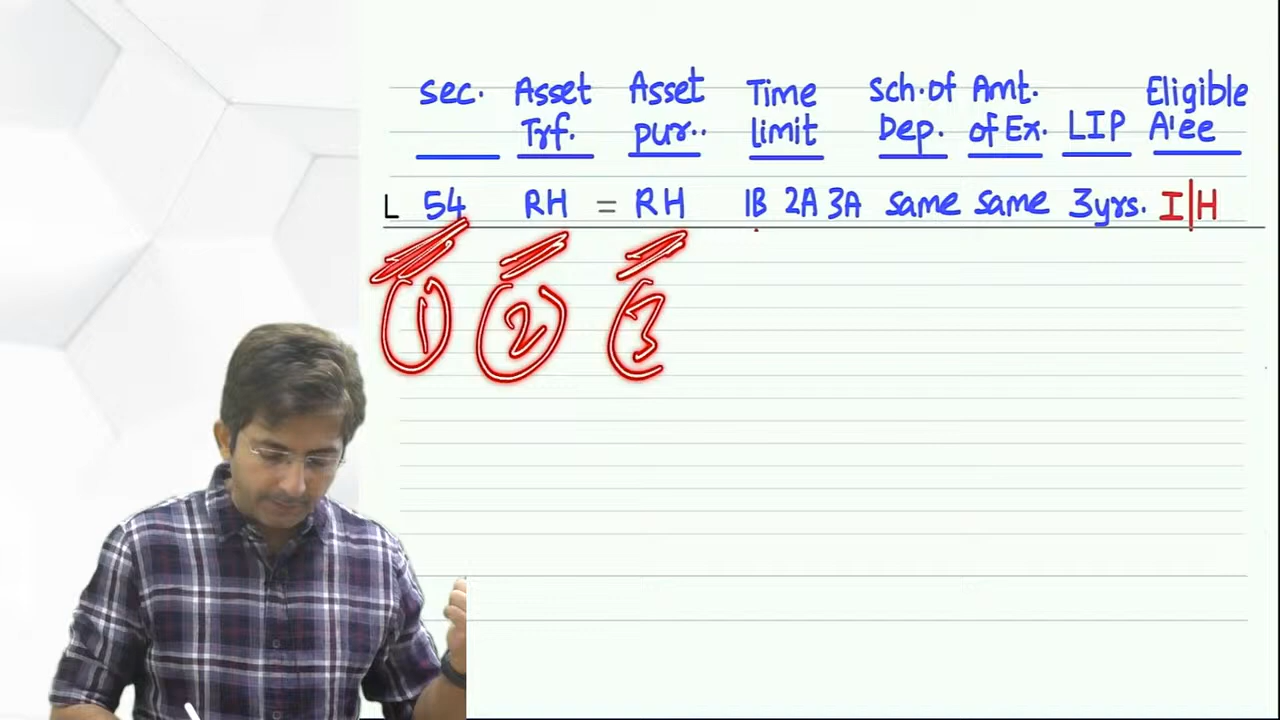 Sec. Asset Trf. Asset pur.. Time limit Sch.of Dep. Amt. of Ex. LIP Eligible A'ee
L 54 RH = RH 1B 2A 3A same same 3yrs. I|H
1 2 3